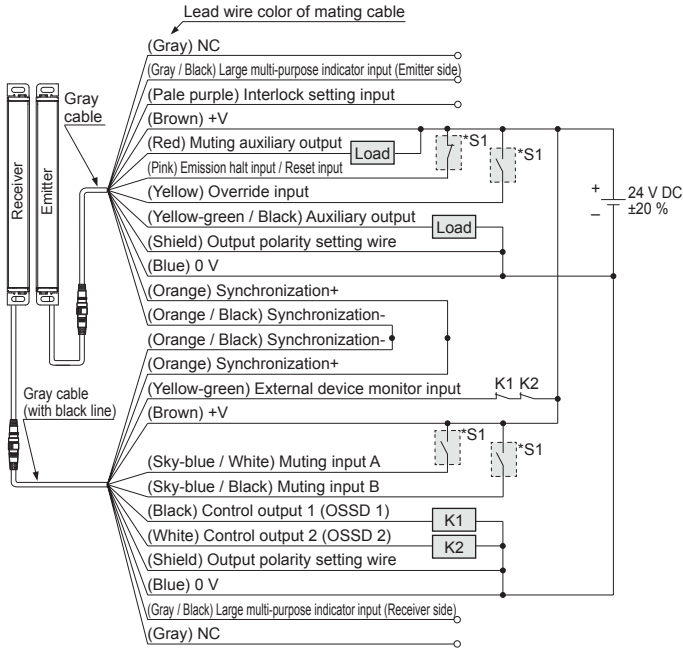 Lead wire color of mating cable
(Gray) NC
(Gray / Black) Large multi-purpose indicator input (Emitter side)
(Pale purple) Interlock setting input
(Brown) +V
(Red) Muting auxiliary output
Load
(Pink) Emission halt input / Reset input
(Yellow) Override input
(Yellow-green / Black) Auxiliary output
Load
(Shield) Output polarity setting wire
(Blue) 0 V
(Orange) Synchronization+
(Orange / Black) Synchronization-
(Orange / Black) Synchronization-
(Orange) Synchronization+
(Yellow-green) External device monitor input
K1 K2
(Brown) +V
(Sky-blue / White) Muting input A
(Sky-blue / Black) Muting input B
(Black) Control output 1 (OSSD 1)
K1
(White) Control output 2 (OSSD 2)
K2
(Shield) Output polarity setting wire
(Blue) 0 V
(Gray / Black) Large multi-purpose indicator input (Receiver side)
(Gray) NC
Receiver
Emitter
Gray
cable
Gray cable
(with black line)
*S1
*S1
*S1
*S1
+
–
24 V DC
±20 %